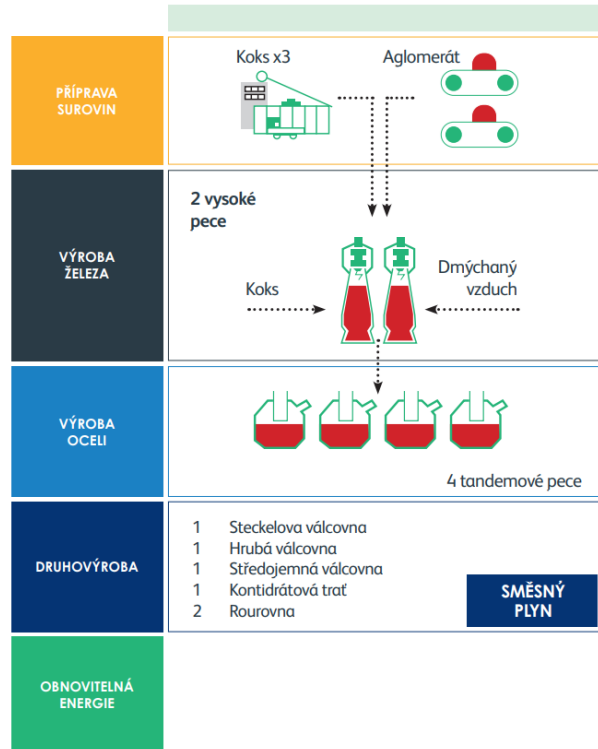 PŘÍPRAVA
SUROVIN
Koks x3
Aglomerát
VÝROBA
ŽELEZA
2 vysoké
pece
Koks
Dmýchaný
vzduch
VÝROBA
OCELI
4 tandemové pece
DRUHOVÝROBA
1 Steckelova válcovna
1 Hrubá válcovna
1 Středojemná válcovna
1 Kontidrátová trať
2 Rourovna
SMĚSNÝ
PLYN
OBNOVITELNÁ
ENERGIE